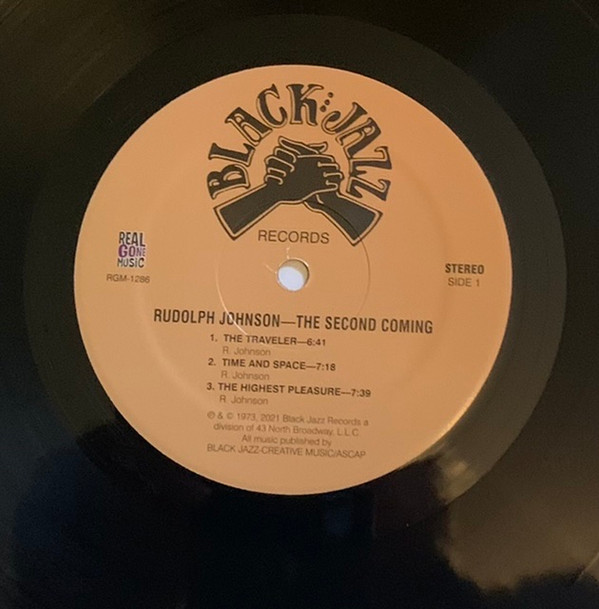 BLACK JAZZ
RECORDS
REAL
GONE
MUSIC
RGM-1286
STEREO
SIDE 1
RUDOLPH JOHNSON—THE SECOND COMING
1. THE TRAVELER—6:41
R. Johnson
2. TIME AND SPACE—7:18
R. Johnson
3. THE HIGHEST PLEASURE—7:39
R. Johnson
℗ & © 1973, 2021 Black Jazz Records a
division of 43 North Broadway, L.L.C.
All music published by
BLACK JAZZ-CREATIVE MUSIC/ASCAP